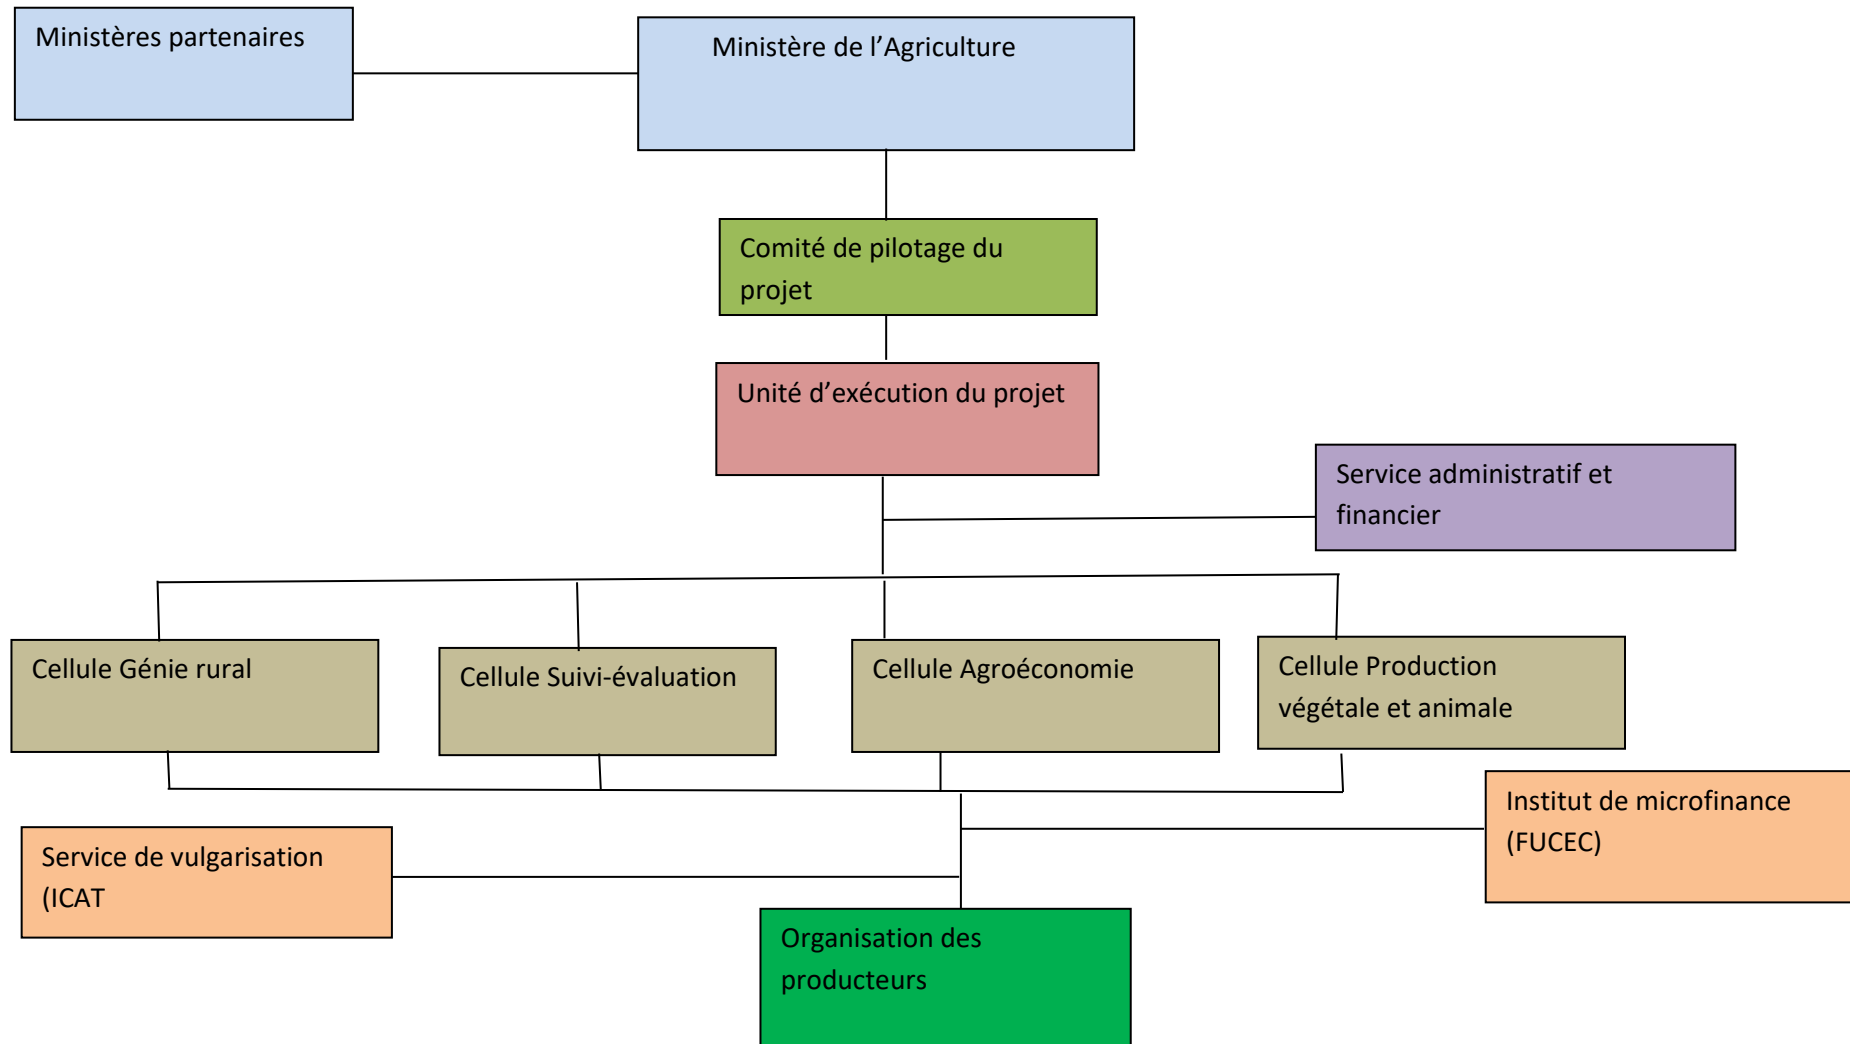 Ministères partenaires
Ministère de l’Agriculture
Comité de pilotage du
projet
Unité d’exécution du projet
Service administratif et
financier
Cellule Génie rural
Cellule Suivi-évaluation
Cellule Agroéconomie
Cellule Production
végétale et animale
Institut de microfinance
(FUCEC)
Service de vulgarisation
(ICAT
Organisation des
producteurs